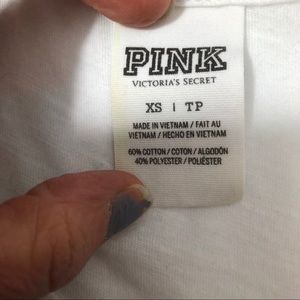 PINK
VICTORIA'S SECRET
XS | TP
MADE IN VIETNAM / FAIT AU
VIETNAM / HECHO EN VIETNAM
60% COTTON / COTON / ALGODÓN
40% POLYESTER / POLIÉSTER